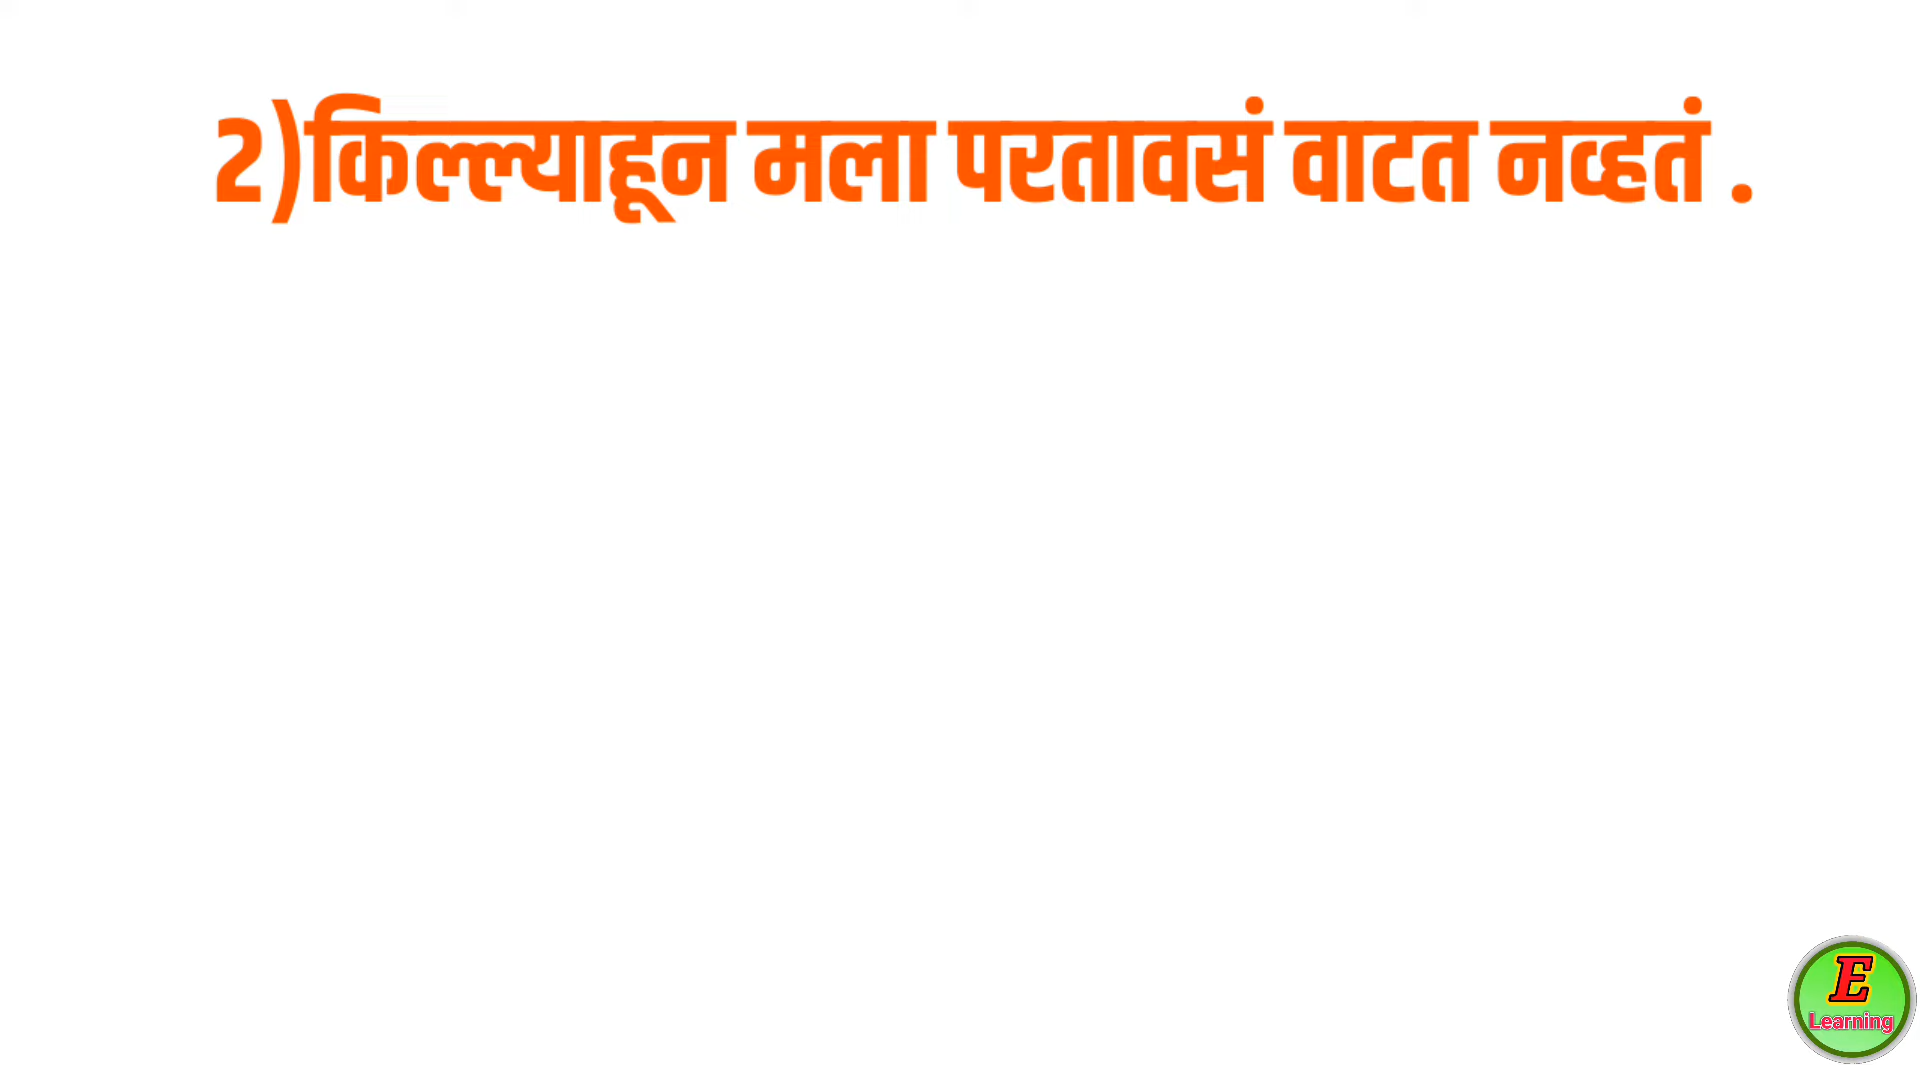 2)किल्ल्याहून मला परतावसं वाटत नव्हतं .
E
Learning